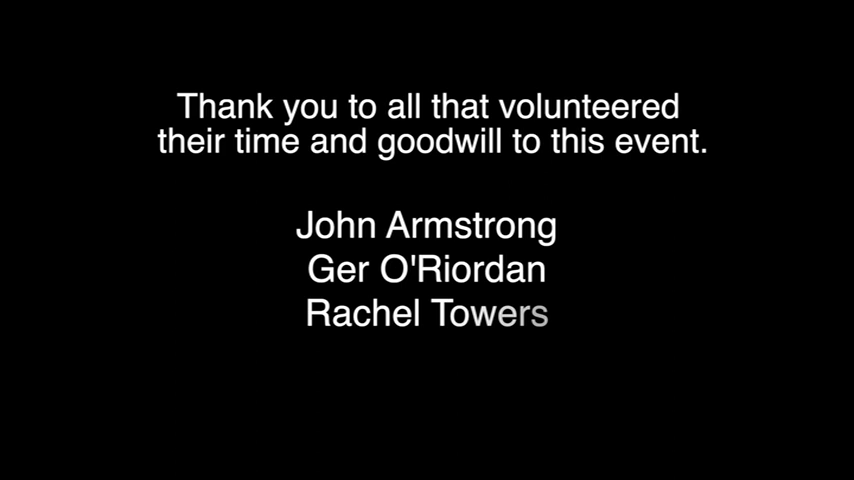 Thank you to all that volunteered
their time and goodwill to this event.
John Armstrong
Ger O'Riordan
Rachel Towers